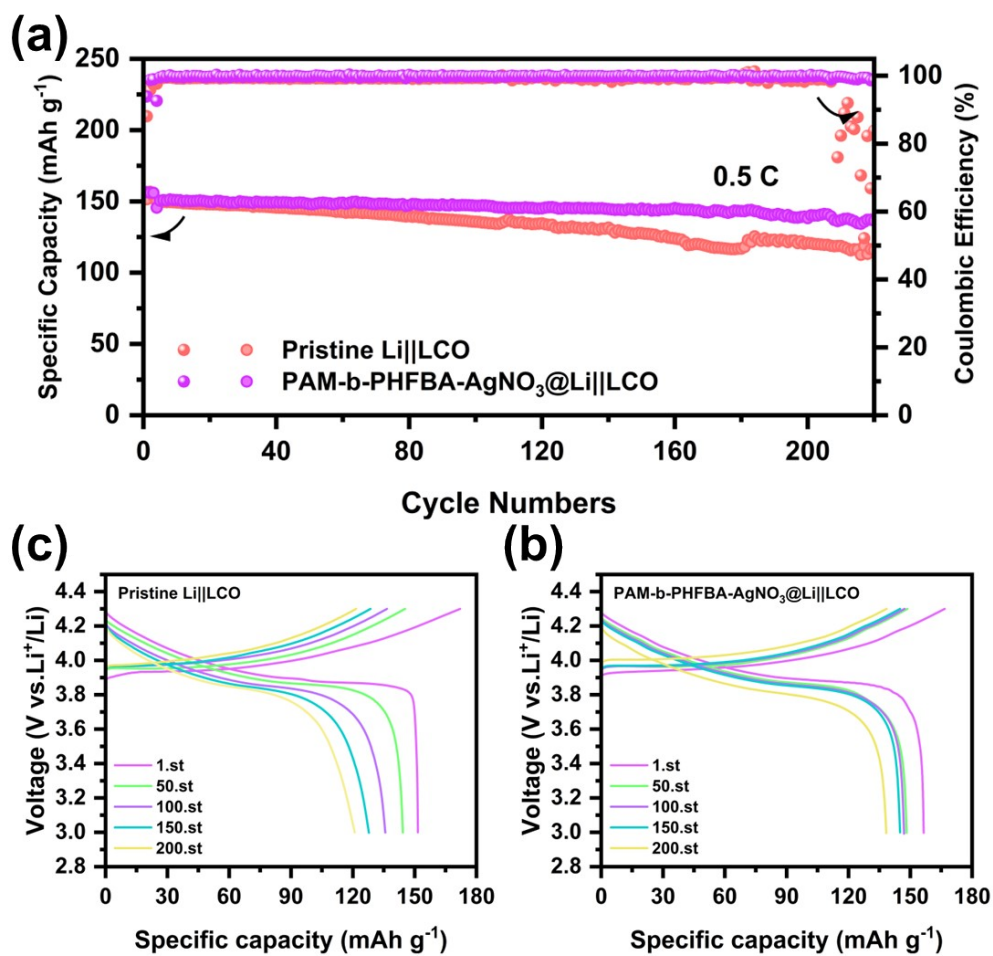 (a)
Specific Capacity (mAh g⁻¹)
250
200
150
100
50
0
100
80
60
40
20
0
Coulombic Efficiency (%)
0.5 C
Pristine Li||LCO
PAM-b-PHFBA-AgNO₃@Li||LCO
0 40 80 120 160 200
Cycle Numbers
(c)
Voltage (V vs.Li⁺/Li)
4.4
4.2
4.0
3.8
3.6
3.4
3.2
3.0
2.8
Pristine Li||LCO
1.st
50.st
100.st
150.st
200.st
0 30 60 90 120 150 180
Specific capacity (mAh g⁻¹)
(b)
Voltage (V vs.Li⁺/Li)
4.4
4.2
4.0
3.8
3.6
3.4
3.2
3.0
2.8
PAM-b-PHFBA-AgNO₃@Li||LCO
1.st
50.st
100.st
150.st
200.st
0 30 60 90 120 150 180
Specific capacity (mAh g⁻¹)